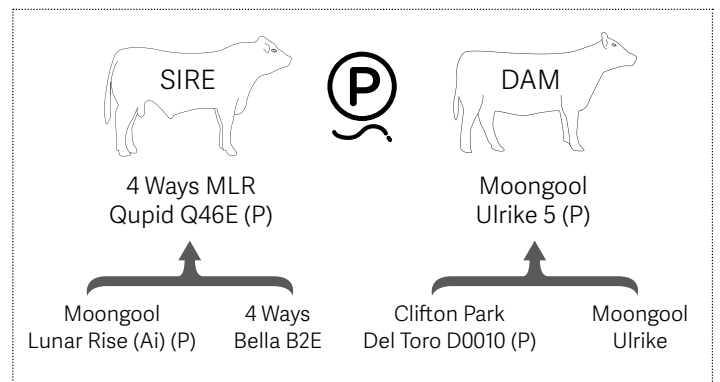 SIRE
P
DAM
4 Ways MLR
Qupid Q46E (P)
Moongool
Ulrike 5 (P)
Moongool
Lunar Rise (Ai) (P)
4 Ways
Bella B2E
Clifton Park
Del Toro D0010 (P)
Moongool
Ulrike